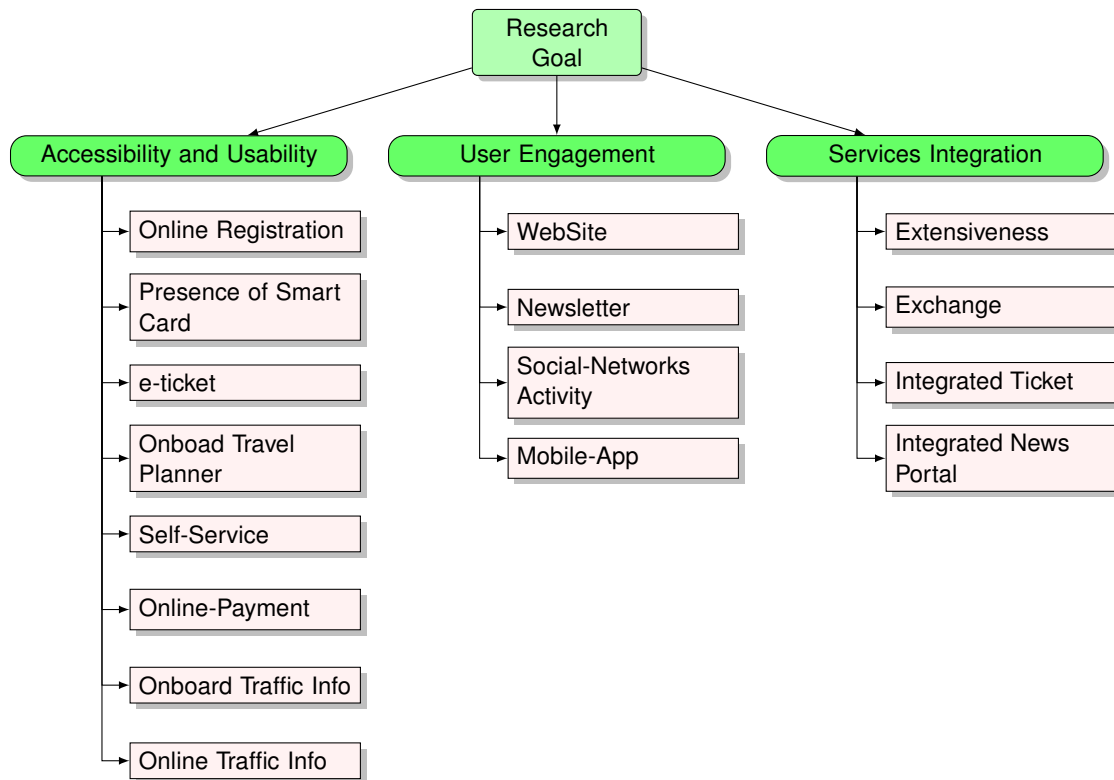 Research
Goal
Accessibility and Usability
User Engagement
Services Integration
Online Registration
Presence of Smart
Card
e-ticket
Onboad Travel
Planner
Self-Service
Online-Payment
Onboard Traffic Info
Online Traffic Info
WebSite
Newsletter
Social-Networks
Activity
Mobile-App
Extensiveness
Exchange
Integrated Ticket
Integrated News
Portal